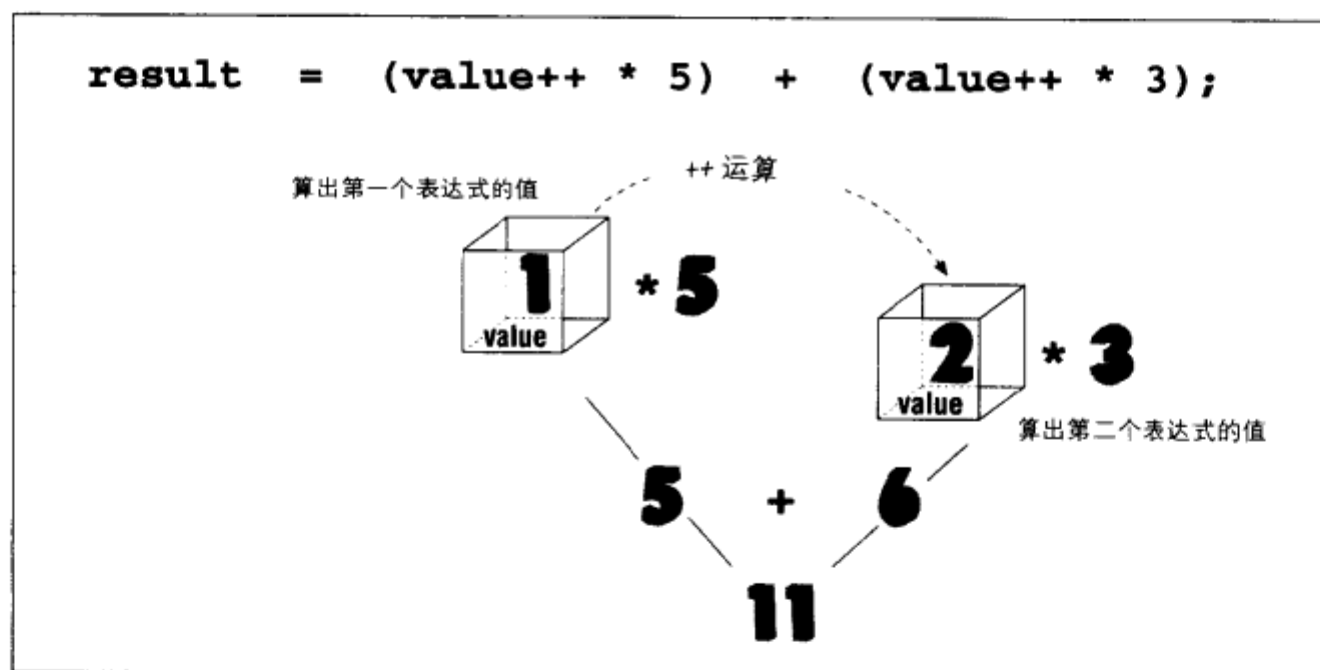 result = (value++ * 5) + (value++ * 3);
++ 运算
算出第一个表达式的值
1 * 5
value
2 * 3
value
算出第二个表达式的值
5 + 6
11